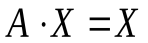 A · X = X